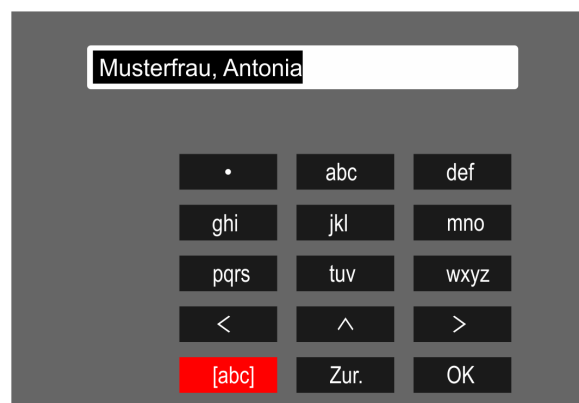 Musterfrau, Antonia
• abc def
ghi jkl mno
pqrs tuv wxyz
< ^ >
[abc] Zur. OK